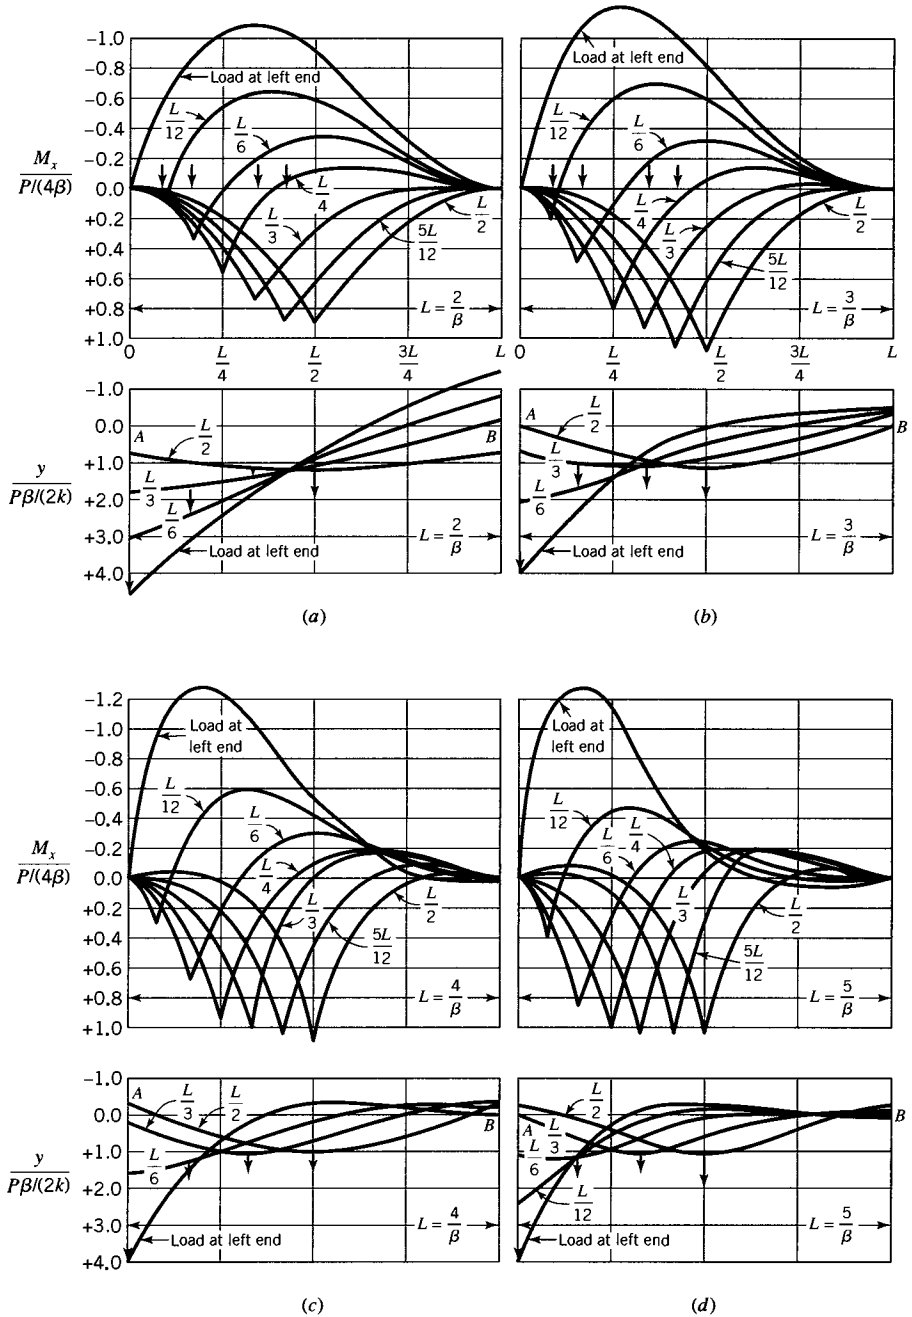 −1.0
−0.8
−0.6
−0.4
−0.2
0.0
+0.2
+0.4
+0.6
+0.8
+1.0
M_x / P/(4β)
Load at left end
L/12
L/6
L/4
L/3
5L/12
L/2
L = 2/β
0
L/4
L/2
3L/4
L
Load at left end
L/12
L/6
L/4
L/3
5L/12
L/2
L = 3/β
0
L/4
L/2
3L/4
L
−1.0
0.0
+1.0
+2.0
+3.0
+4.0
y / Pβ/(2k)
A
L/2
B
L/3
L/6
Load at left end
L = 2/β
A
L/2
B
L/3
L/6
Load at left end
L = 3/β
(a)
(b)
−1.2
−1.0
−0.8
−0.6
−0.4
−0.2
0.0
+0.2
+0.4
+0.6
+0.8
+1.0
M_x / P/(4β)
Load at
left end
L/12
L/6
L/4
L/3
5L/12
L/2
L = 4/β
Load at
left end
L/12
L/6
L/4
L/3
5L/12
L/2
L = 5/β
−1.0
0.0
+1.0
+2.0
+3.0
+4.0
y / Pβ/(2k)
A
L/3
L/2
B
L/6
Load at left end
L = 4/β
L/2
A
L/3
B
L/6
L/12
Load at left end
L = 5/β
(c)
(d)